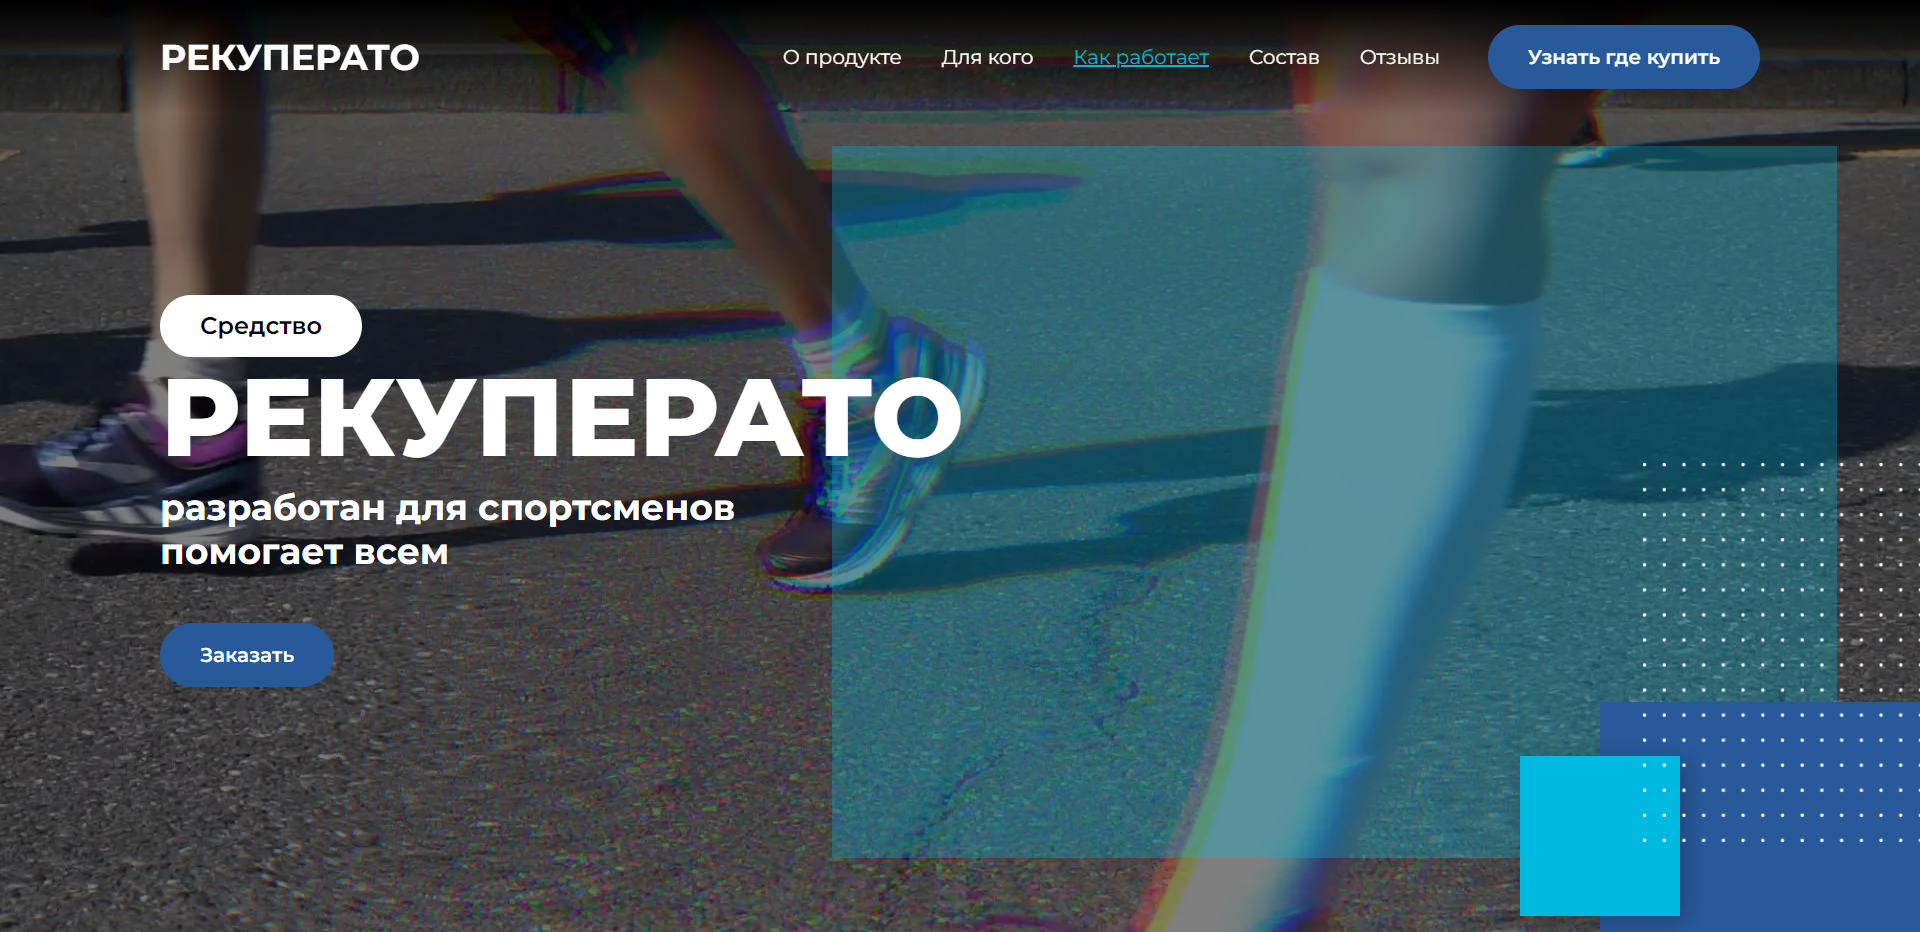 РЕКУПЕРАТО
О продукте
Для кого
Как работает
Состав
Отзывы
Узнать где купить
Средство
РЕКУПЕРАТО
разработан для спортсменов
помогает всем
Заказать